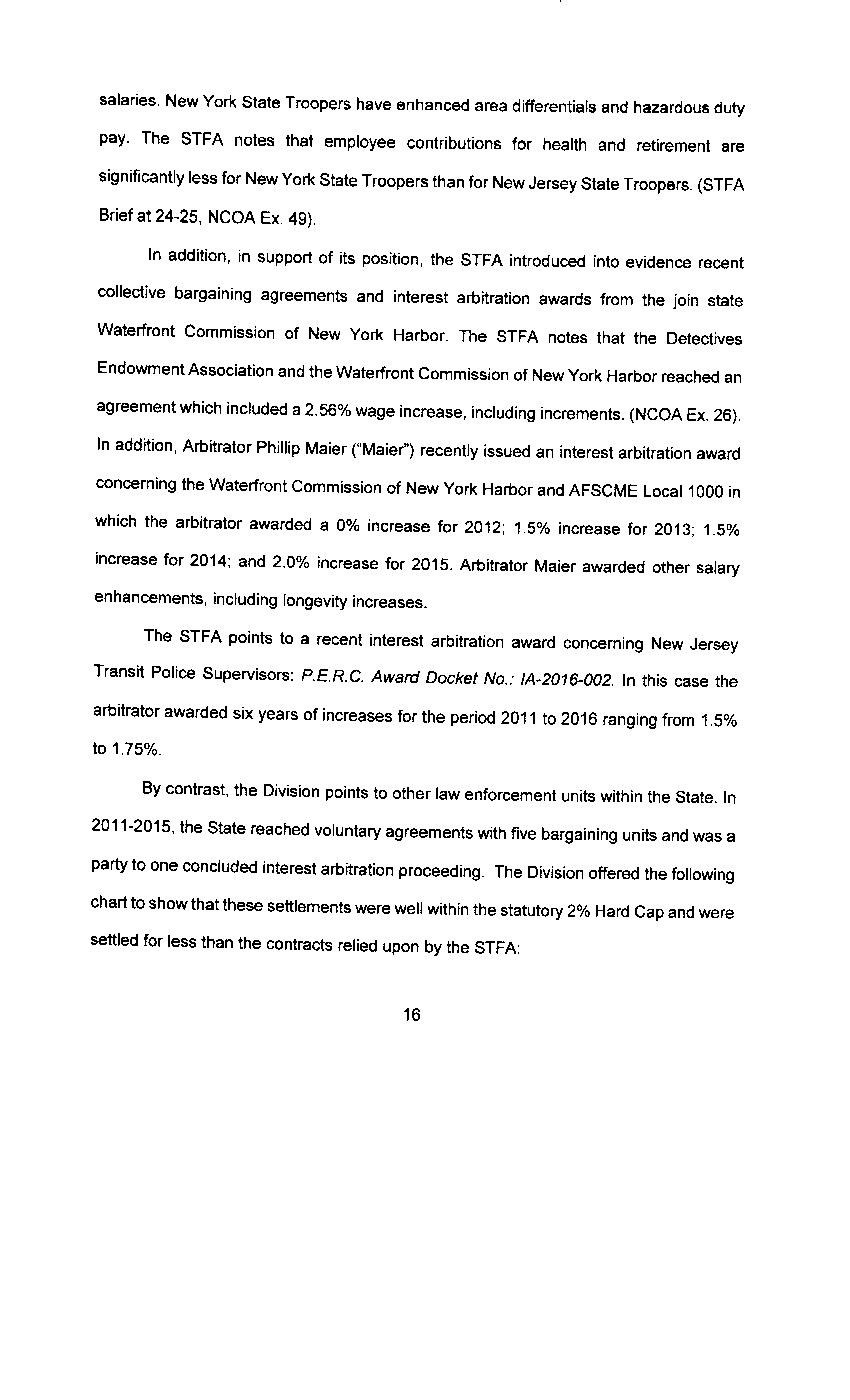 salaries. New York State Troopers have enhanced area differentials and hazardous duty
pay. The STFA notes that employee contributions for health and retirement are
significantly less for New York State Troopers than for New Jersey State Troopers. (STFA
Brief at 24-25, NCOA Ex. 49).
In addition, in support of its position, the STFA introduced into evidence recent
collective bargaining agreements and interest arbitration awards from the join state
Waterfront Commission of New York Harbor. The STFA notes that the Detectives
Endowment Association and the Waterfront Commission of New York Harbor reached an
agreement which included a 2.56% wage increase, including increments. (NCOA Ex. 26).
In addition, Arbitrator Phillip Maier ("Maier") recently issued an interest arbitration award
concerning the Waterfront Commission of New York Harbor and AFSCME Local 1000 in
which the arbitrator awarded a 0% increase for 2012; 1.5% increase for 2013; 1.5%
increase for 2014; and 2.0% increase for 2015. Arbitrator Maier awarded other salary
enhancements, including longevity increases.
The STFA points to a recent interest arbitration award concerning New Jersey
Transit Police Supervisors: P.E.R.C. Award Docket No.: IA-2016-002. In this case the
arbitrator awarded six years of increases for the period 2011 to 2016 ranging from 1.5%
to 1.75%.
By contrast, the Division points to other law enforcement units within the State. In
2011-2015, the State reached voluntary agreements with five bargaining units and was a
party to one concluded interest arbitration proceeding. The Division offered the following
chart to show that these settlements were well within the statutory 2% Hard Cap and were
settled for less than the contracts relied upon by the STFA:
16